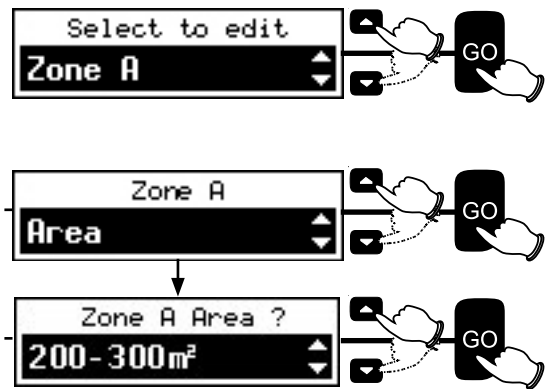 Select to edit
Zone A
GO
Zone A
Area
GO
Zone A Area ?
200-300m²
GO